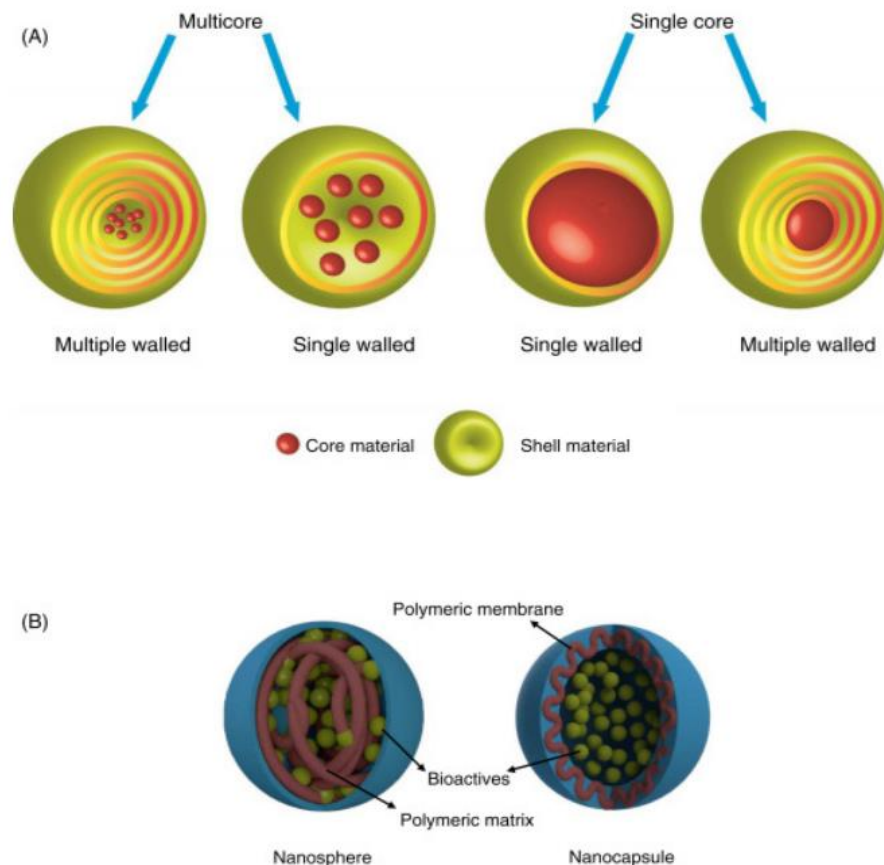 (A)
Multicore
Single core
Multiple walled
Single walled
Single walled
Multiple walled
Core material
Shell material
(B)
Polymeric membrane
Bioactives
Polymeric matrix
Nanosphere
Nanocapsule